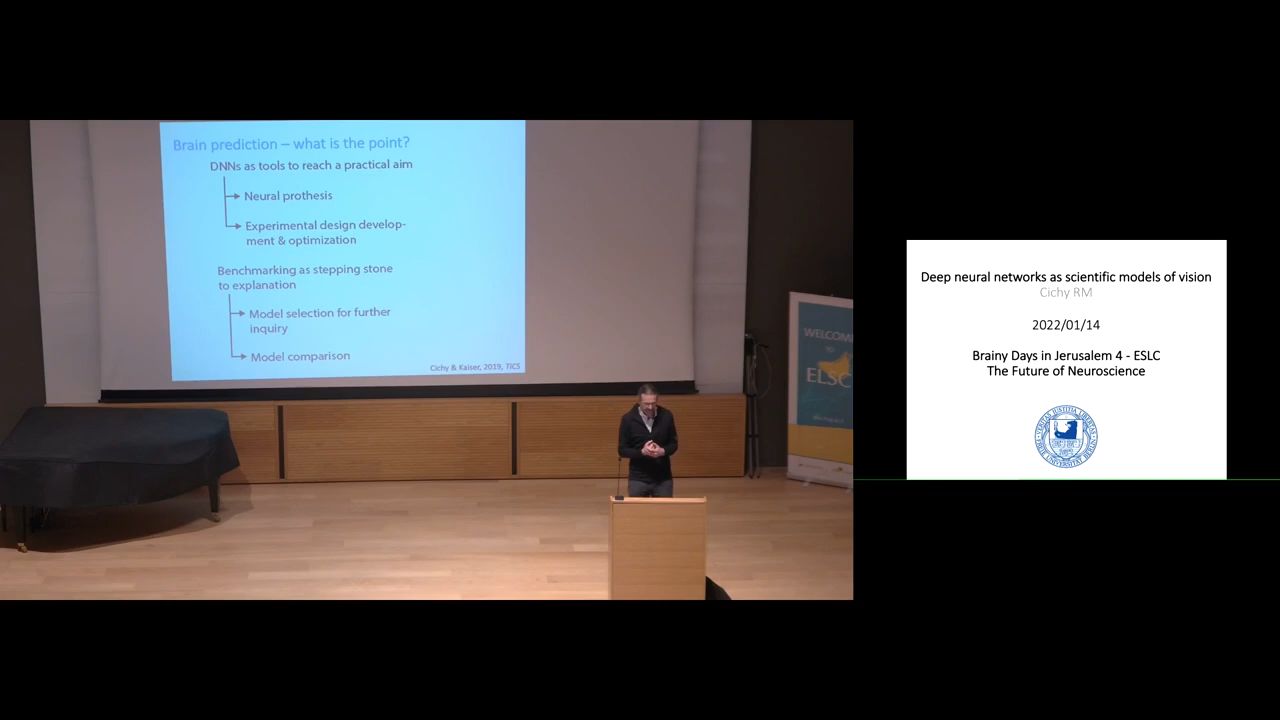 Brain prediction – what is the point?
DNNs as tools to reach a practical aim
Neural prothesis
Experimental design develop-
ment & optimization
Benchmarking as stepping stone
to explanation
Model selection for further
inquiry
Model comparison
Cichy & Kaiser, 2019, TICS
WELCOME
ELSC
Deep neural networks as scientific models of vision
Cichy RM
2022/01/14
Brainy Days in Jerusalem 4 - ESLC
The Future of Neuroscience